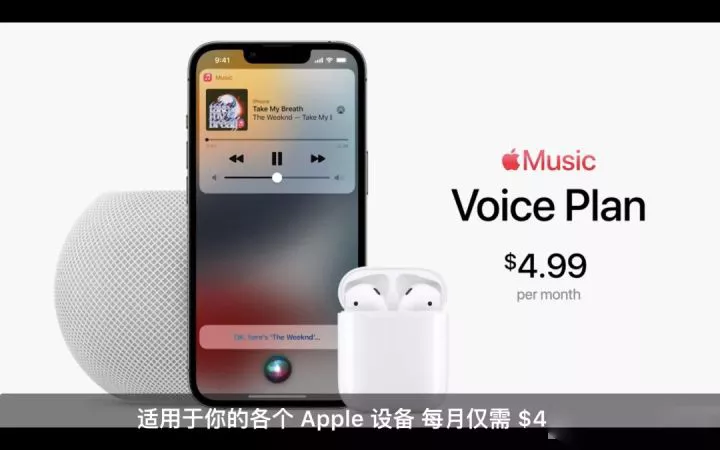 9:41
Music
iPhone
Take My Breath
The Weeknd — Take My
OK, here's 'The Weeknd'...
Music
Voice Plan
$4.99
per month
适用于你的各个 Apple 设备 每月仅需 $4